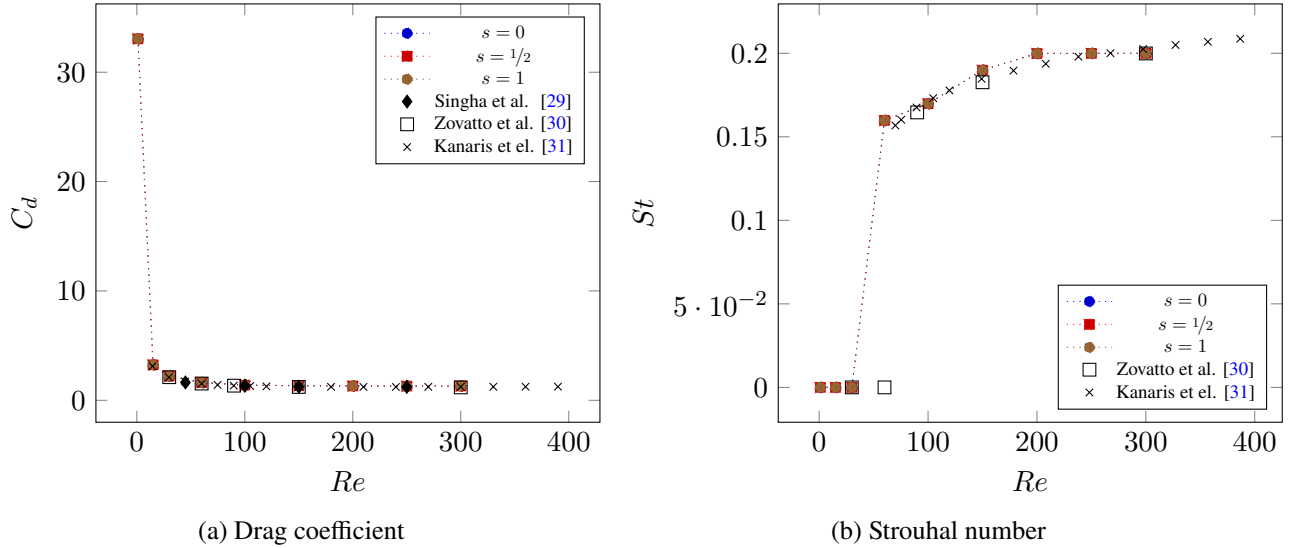 s = 0
s = 1/2
s = 1
Singha et al. [29]
Zovatto et al. [30]
Kanaris et el. [31]
30
20
10
0
C_d
0 100 200 300 400
Re
(a) Drag coefficient
s = 0
s = 1/2
s = 1
Zovatto et al. [30]
Kanaris et el. [31]
0.2
0.15
0.1
5 · 10⁻²
0
St
0 100 200 300 400
Re
(b) Strouhal number